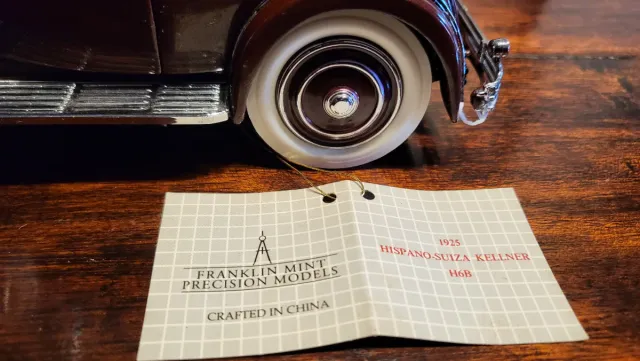 FRANKLIN MINT
PRECISION MODELS
CRAFTED IN CHINA
1925
HISPANO-SUIZA KELLNER
H6B